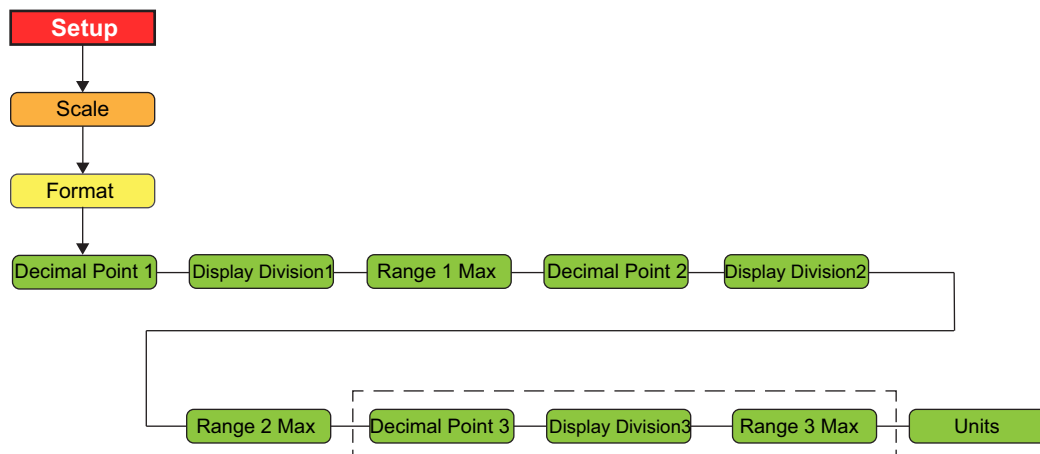 Setup
Scale
Format
Decimal Point 1
Display Division1
Range 1 Max
Decimal Point 2
Display Division2
Range 2 Max
Decimal Point 3
Display Division3
Range 3 Max
Units